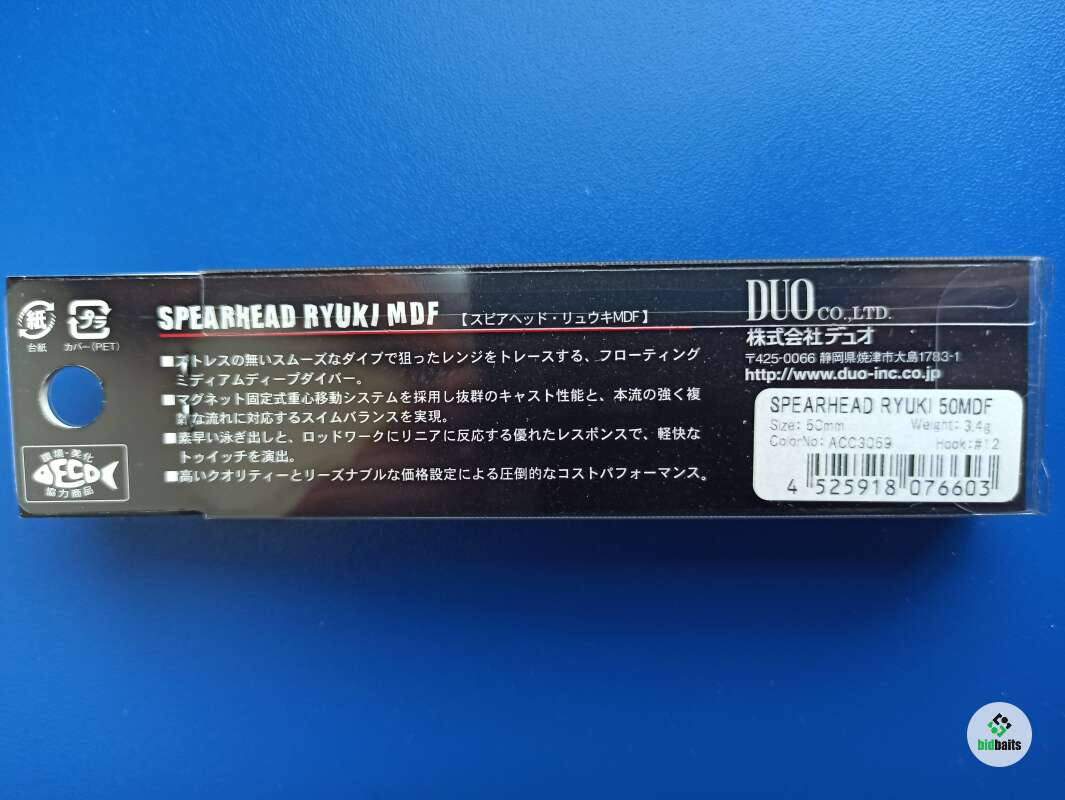 紙
プラ
台紙
カバー(PET)
環境・美化
ECO
協力商品
SPEARHEAD RYUKI MDF 【スピアヘッド・リュウキMDF】
■ストレスの無いスムーズなダイブで狙ったレンジをトレースする、フローティング
ミディアムディープダイバー。
■マグネット固定式重心移動システムを採用し抜群のキャスト性能と、本流の強く複
雑な流れに対応するスイムバランスを実現。
■素早い泳ぎ出しと、ロッドワークにリニアに反応する優れたレスポンスで、軽快な
トゥイッチを演出。
■高いクオリティーとリーズナブルな価格設定による圧倒的なコストパフォーマンス。
DUO CO.,LTD.
株式会社デュオ
〒425-0066 静岡県焼津市大島1783-1
http://www.duo-inc.co.jp
SPEARHEAD RYUKI 50MDF
Size: 50mm Weight: 3.4g
ColorNo: ACC3069 Hook:#12
4 525918 076603
bidbaits